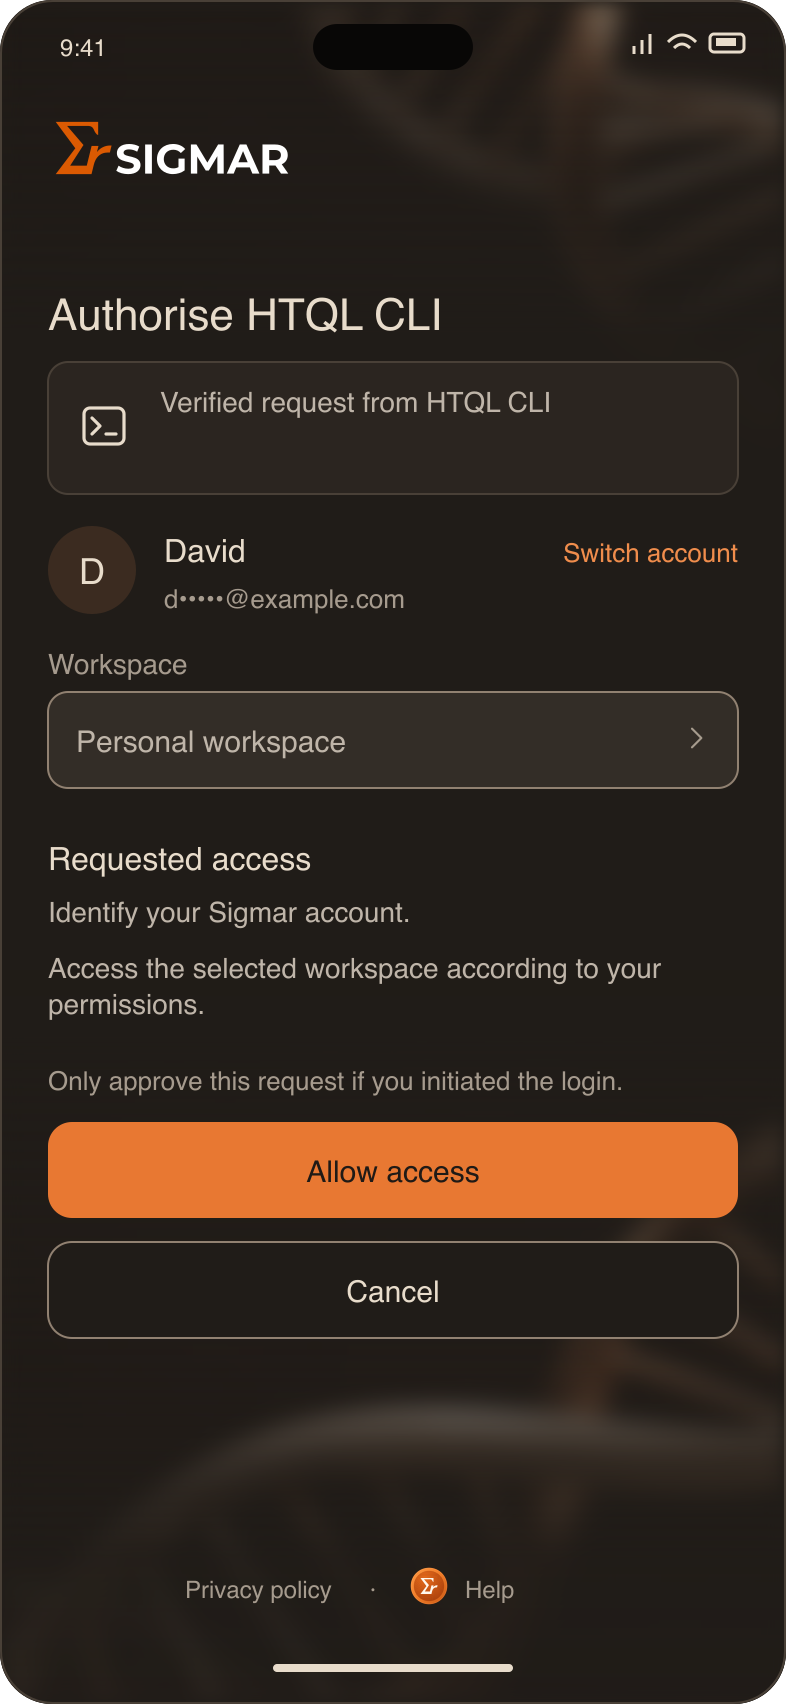 9:41
Σr SIGMAR
Authorise HTQL CLI
Verified request from HTQL CLI
D
David
Switch account
d•••••@example.com
Workspace
Personal workspace
Requested access
Identify your Sigmar account.
Access the selected workspace according to your
permissions.
Only approve this request if you initiated the login.
Allow access
Cancel
Privacy policy · Σr Help